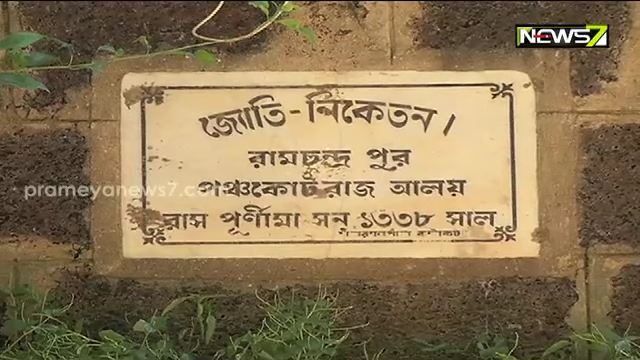 NEWS7
জ্যোতি-নিকেতন।
রামচন্দ্র পুর
পঞ্চকোট রাজ আলয়
prameyanews7.com
রাস পূর্ণিমা সন ১৩৩৮ সাল